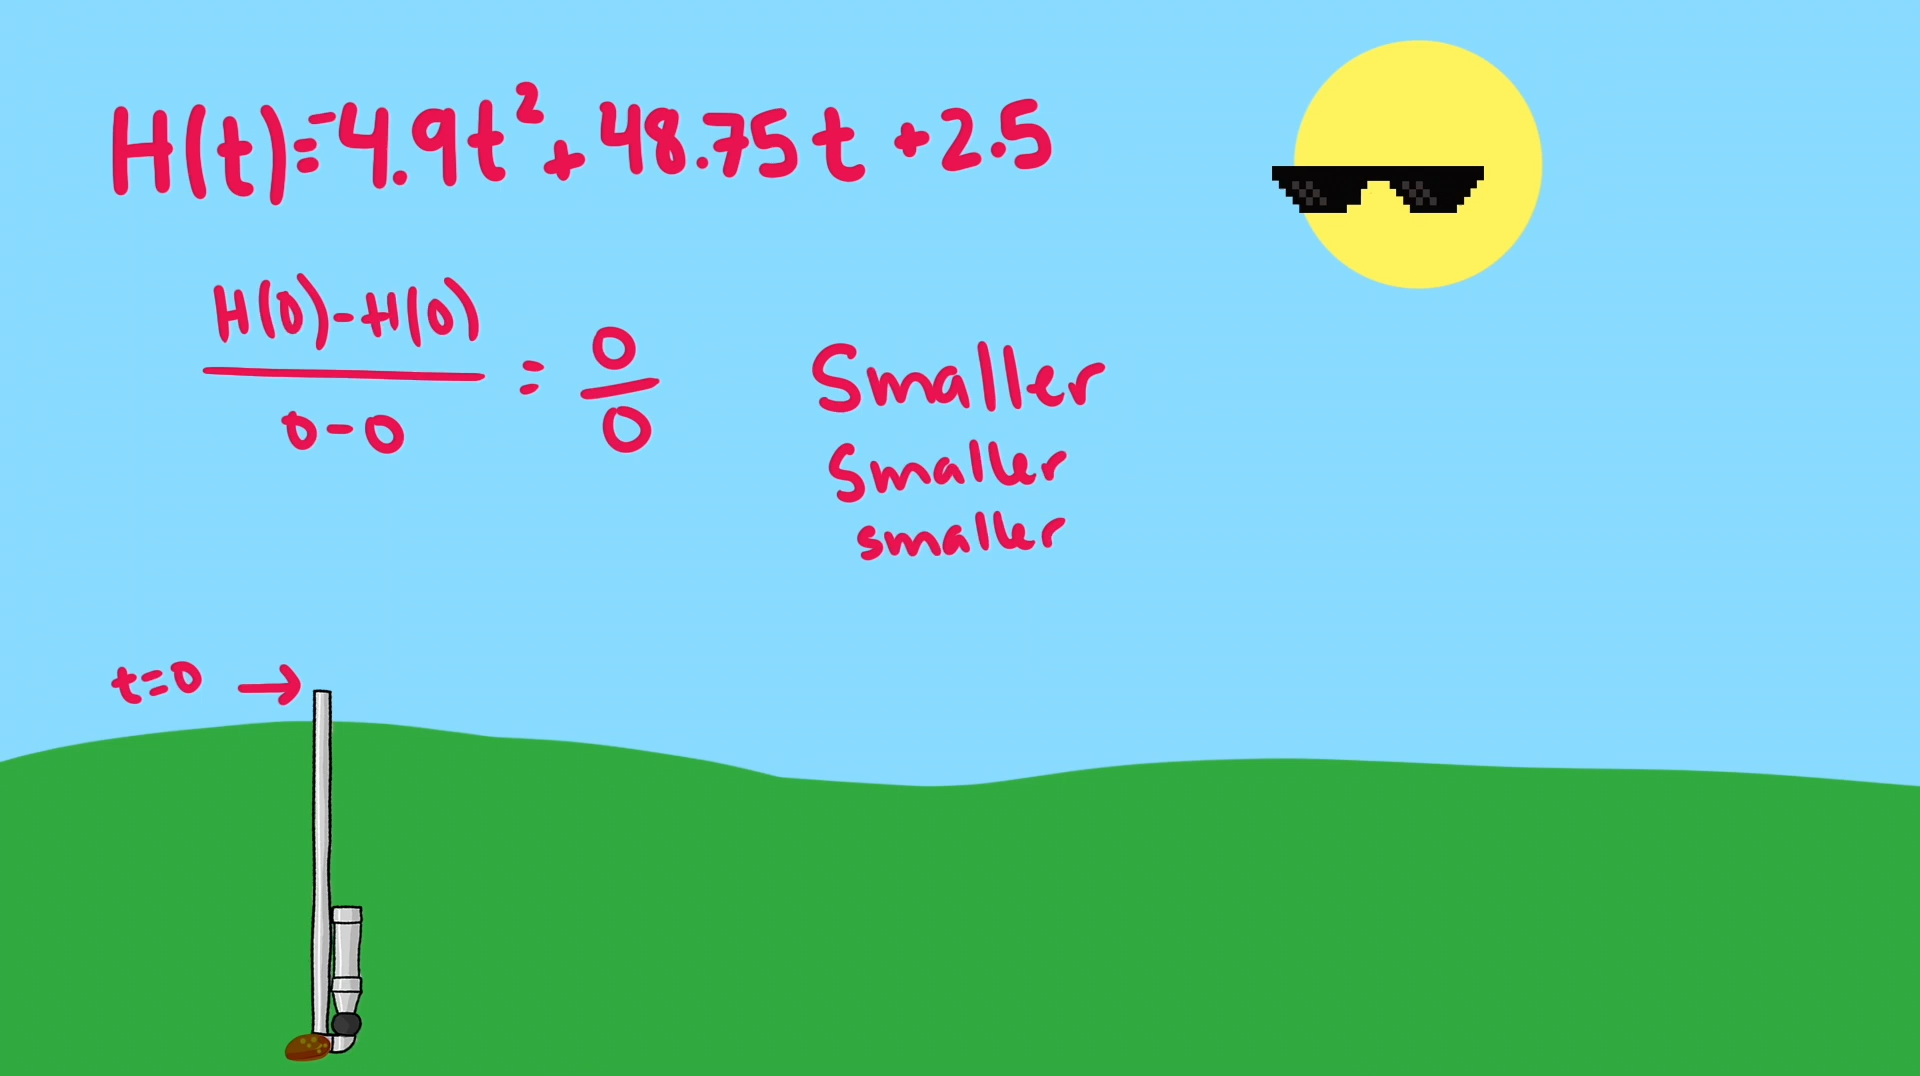 H(t)=-4.9t²+48.75t+2.5
H(0)-H(0)
0-0
=
0
0
Smaller
Smaller
smaller
t=0 →